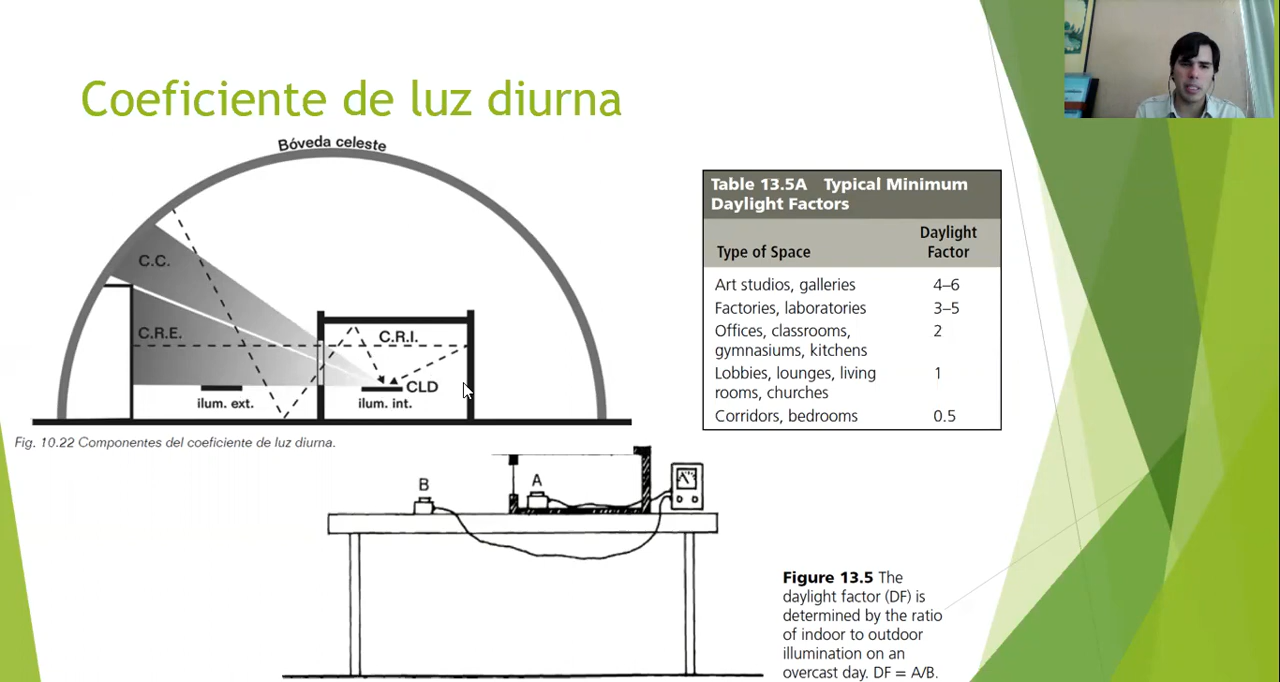 Coeficiente de luz diurna
Bóveda celeste
C.C.
C.R.E.
C.R.I.
CLD
ilum. ext.
ilum. int.
Fig. 10.22 Componentes del coeficiente de luz diurna.
Table 13.5A Typical Minimum
Daylight Factors
Type of Space
Daylight
Factor
Art studios, galleries 4–6
Factories, laboratories 3–5
Offices, classrooms, 2
gymnasiums, kitchens
Lobbies, lounges, living 1
rooms, churches
Corridors, bedrooms 0.5
B
A
Figure 13.5 The
daylight factor (DF) is
determined by the ratio
of indoor to outdoor
illumination on an
overcast day. DF = A/B.